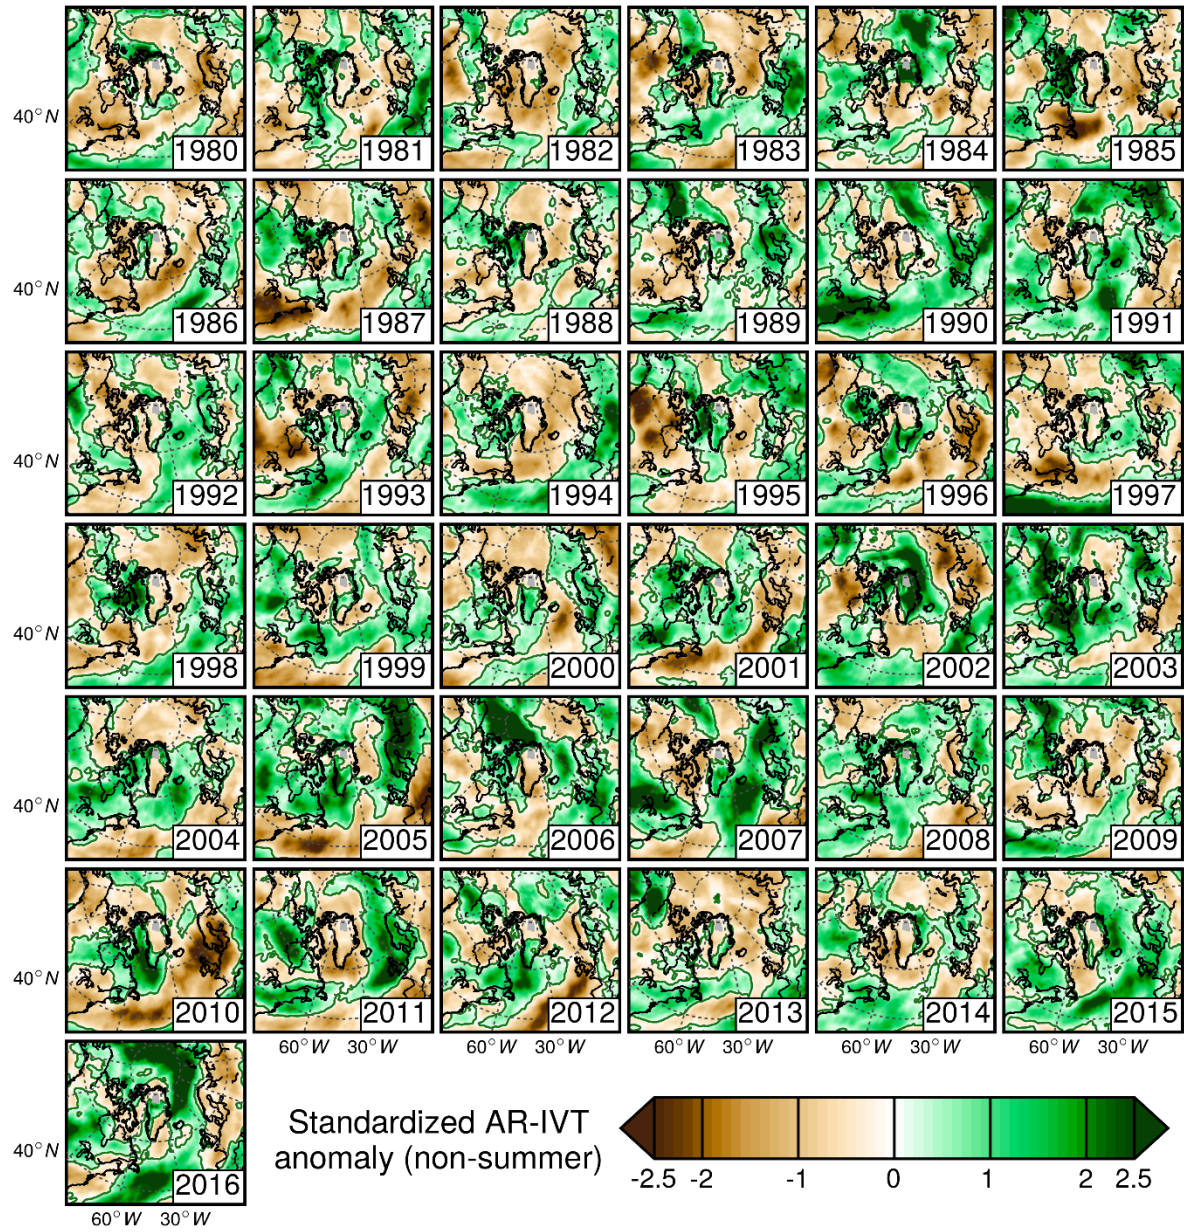 40°N
1980
1981
1982
1983
1984
1985
40°N
1986
1987
1988
1989
1990
1991
40°N
1992
1993
1994
1995
1996
1997
40°N
1998
1999
2000
2001
2002
2003
40°N
2004
2005
2006
2007
2008
2009
40°N
2010
2011
2012
2013
2014
2015
60°W 30°W
60°W 30°W
60°W 30°W
60°W 30°W
60°W 30°W
40°N
2016
60°W 30°W
Standardized AR-IVT
anomaly (non-summer)
-2.5 -2 -1 0 1 2 2.5